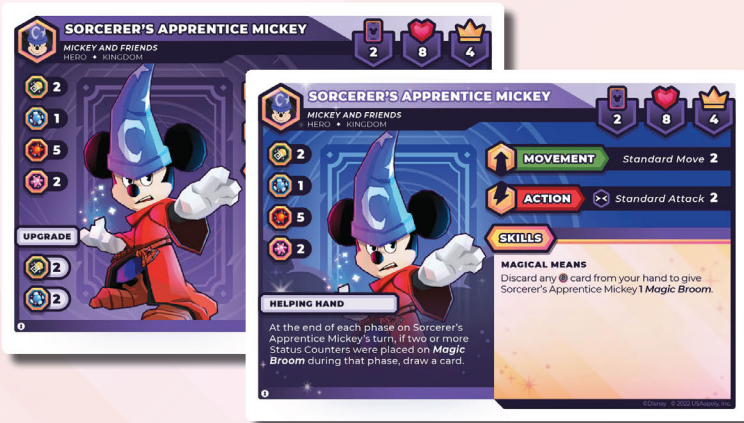 SORCERER'S APPRENTICE MICKEY
MICKEY AND FRIENDS
HERO ✦ KINGDOM
2
8
4
2
1
5
2
UPGRADE
2
2
SORCERER'S APPRENTICE MICKEY
MICKEY AND FRIENDS
HERO ✦ KINGDOM
2
8
4
2
1
5
2
MOVEMENT Standard Move 2
ACTION Standard Attack 2
SKILLS
MAGICAL MEANS
Discard any card from your hand to give
Sorcerer's Apprentice Mickey 1 Magic Broom.
HELPING HAND
At the end of each phase on Sorcerer's
Apprentice Mickey's turn, if two or more
Status Counters were placed on Magic
Broom during that phase, draw a card.
©Disney © 2022 USAopoly, Inc.